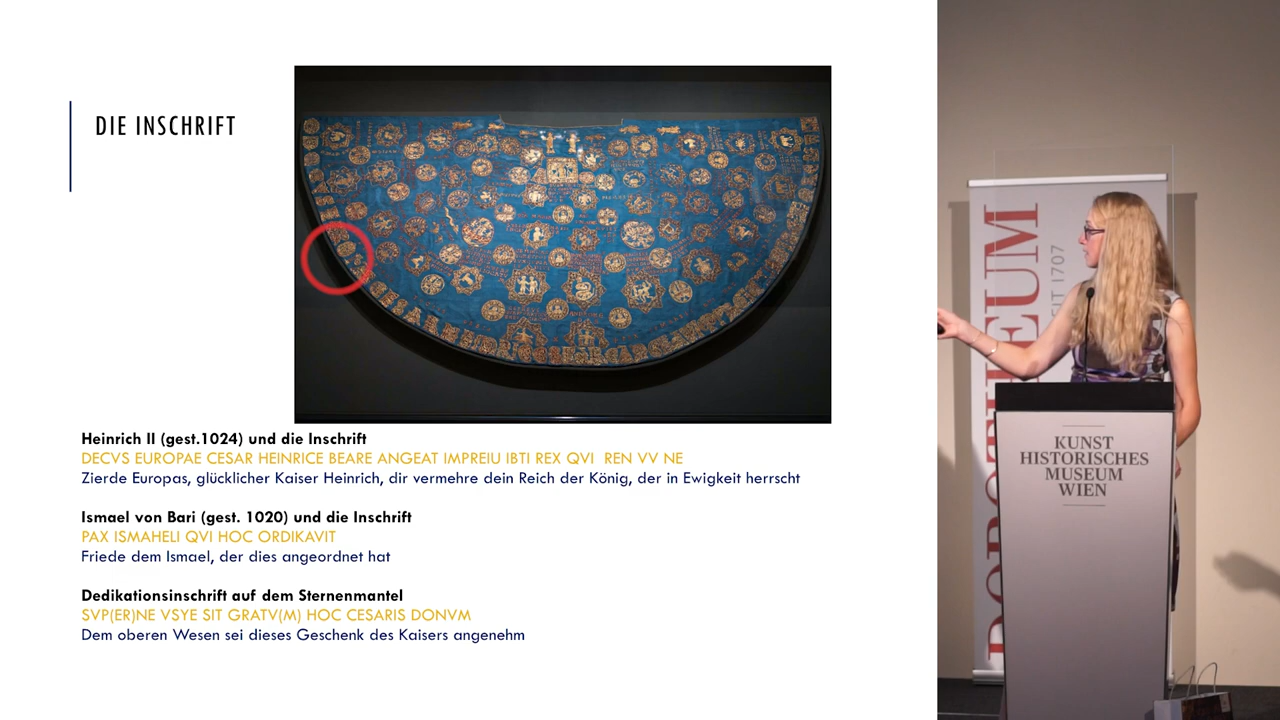 DIE INSCHRIFT
Heinrich II (gest.1024) und die Inschrift
DECVS EUROPAE CESAR HEINRICE BEARE ANGEAT IMPREIU IBTI REX QVI REN VV NE
Zierde Europas, glücklicher Kaiser Heinrich, dir vermehre dein Reich der König, der in Ewigkeit herrscht
Ismael von Bari (gest. 1020) und die Inschrift
PAX ISMAHELI QVI HOC ORDIKAVIT
Friede dem Ismael, der dies angeordnet hat
Dedikationsinschrift auf dem Sternenmantel
SVP(ER)NE VSYE SIT GRATV(M) HOC CESARIS DONVM
Dem oberen Wesen sei dieses Geschenk des Kaisers angenehm
1707
KUNST
HISTORISCHES
MUSEUM
WIEN